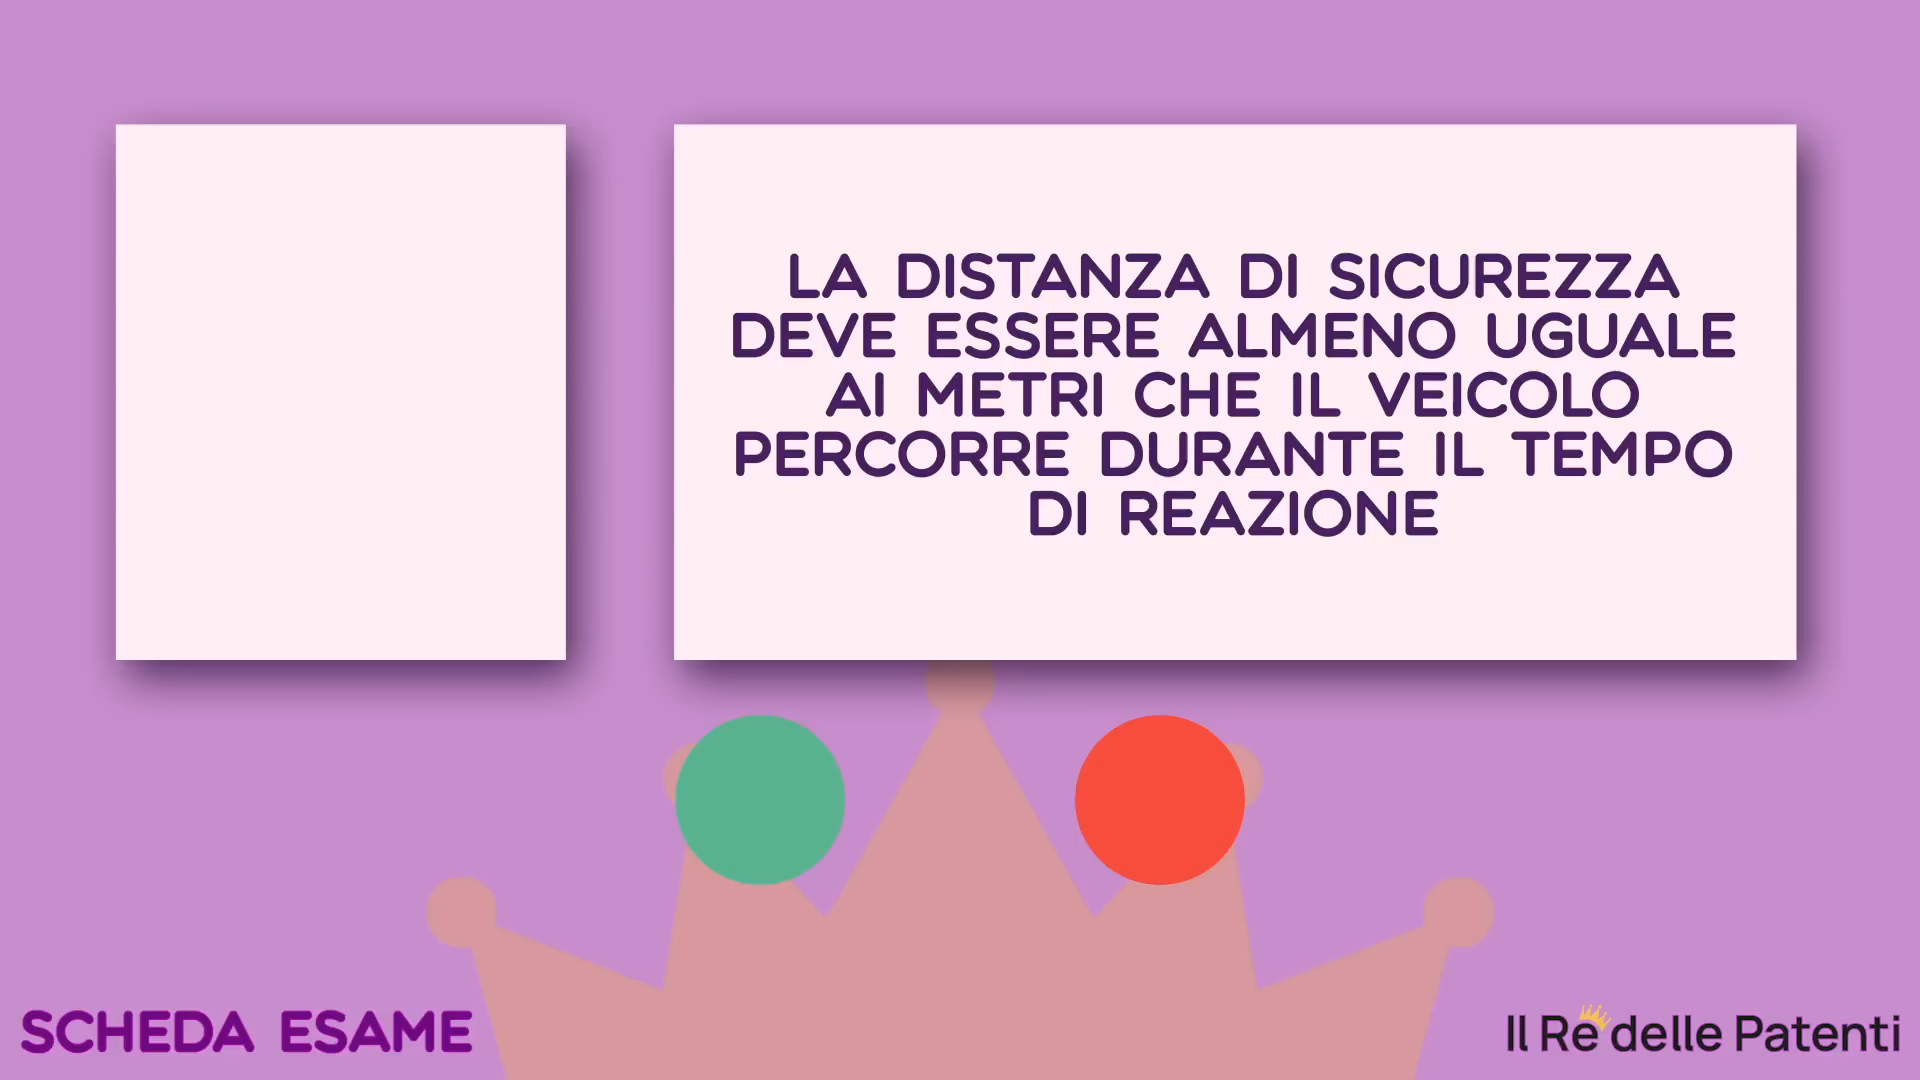 LA DISTANZA DI SICUREZZA
DEVE ESSERE ALMENO UGUALE
AI METRI CHE IL VEICOLO
PERCORRE DURANTE IL TEMPO
DI REAZIONE
SCHEDA ESAME
Il Re delle Patenti